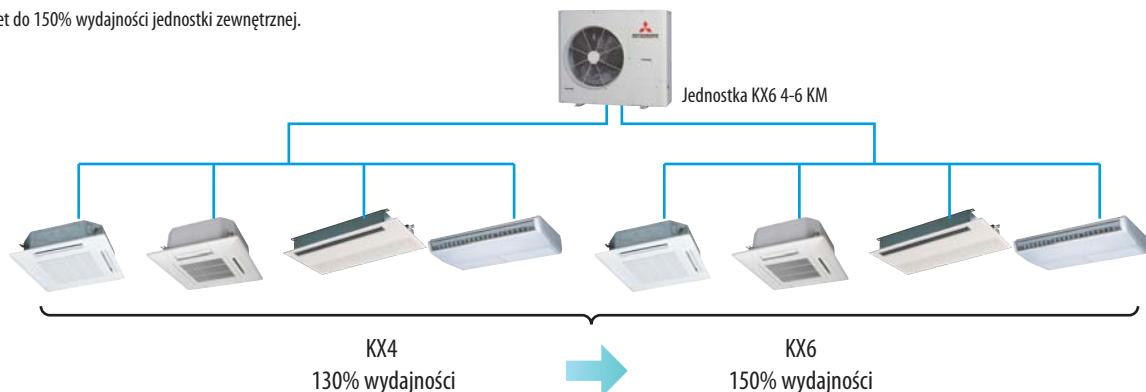 et do 150% wydajności jednostki zewnętrznej.
Jednostka KX6 4-6 KM
KX4
130% wydajności
KX6
150% wydajności